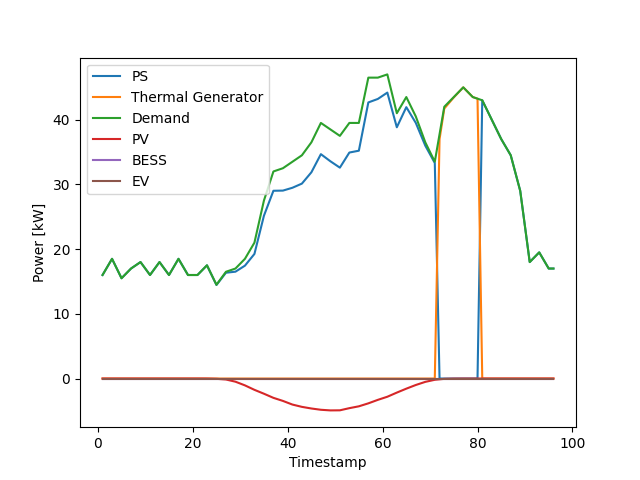 PS
Thermal Generator
Demand
PV
BESS
EV
Power [kW]
40
30
20
10
0
0 20 40 60 80 100
Timestamp